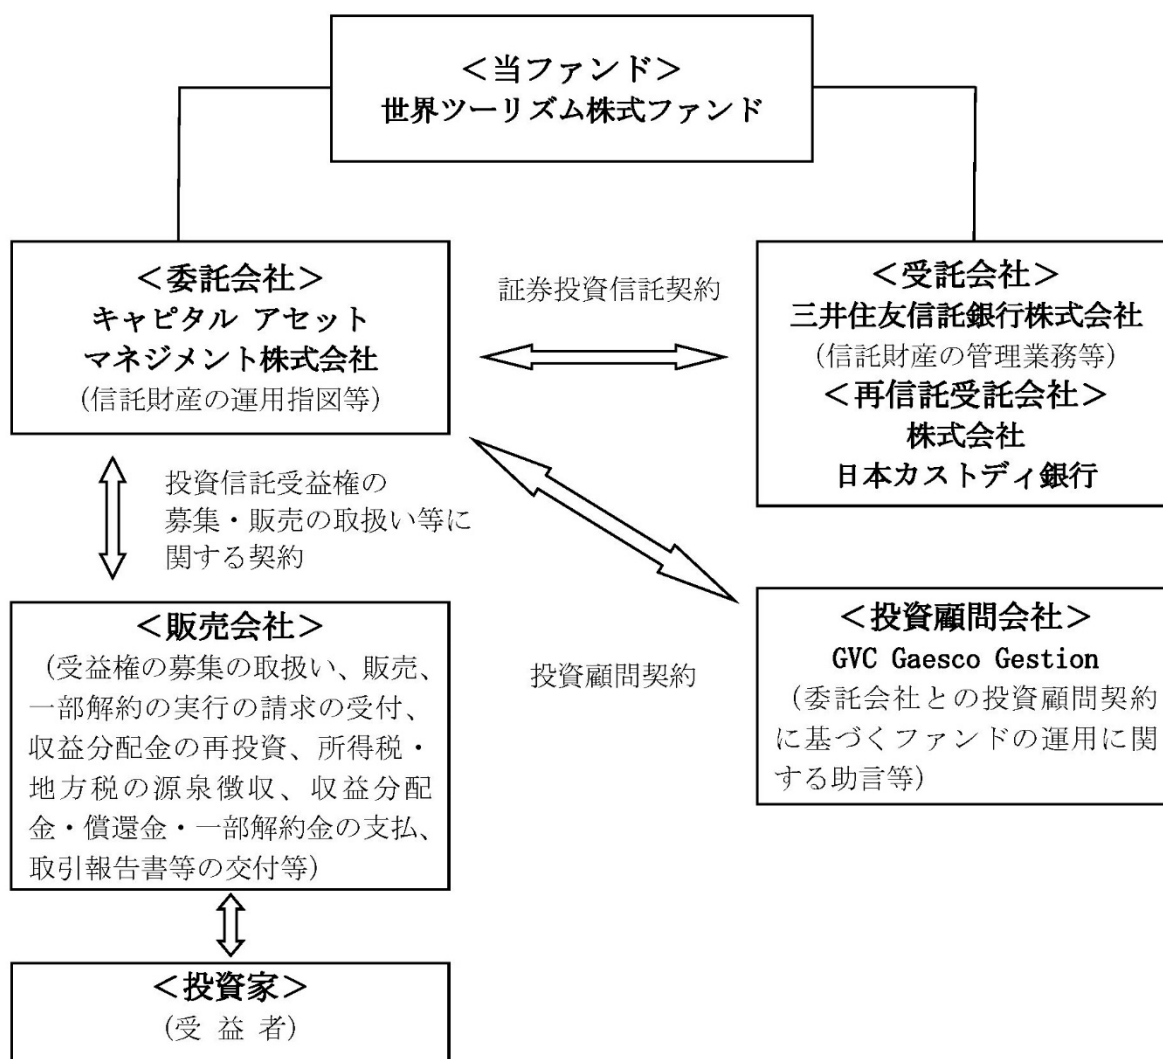 ＜当ファンド＞
世界ツーリズム株式ファンド
＜委託会社＞
キャピタル アセット
マネジメント株式会社
(信託財産の運用指図等)
証券投資信託契約
＜受託会社＞
三井住友信託銀行株式会社
(信託財産の管理業務等)
＜再信託受託会社＞
株式会社
日本カストディ銀行
投資信託受益権の
募集・販売の取扱い等に
関する契約
＜販売会社＞
（受益権の募集の取扱い、販売、
一部解約の実行の請求の受付、
収益分配金の再投資、所得税・
地方税の源泉徴収、収益分配
金・償還金・一部解約金の支払、
取引報告書等の交付等）
投資顧問契約
＜投資顧問会社＞
GVC Gaesco Gestion
（委託会社との投資顧問契約
に基づくファンドの運用に関
する助言等）
＜投資家＞
(受 益 者)